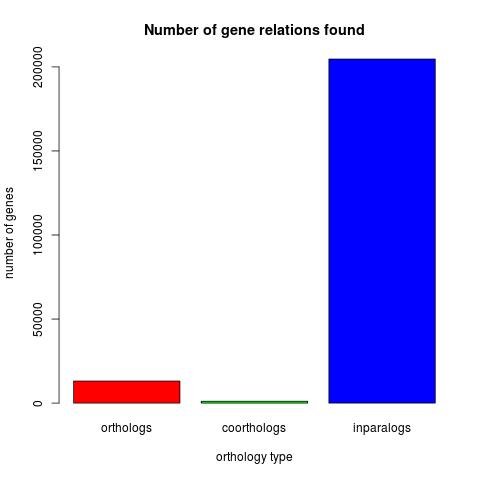 Number of gene relations found
number of genes
200000
150000
100000
50000
0
orthologs coorthologs inparalogs
orthology type